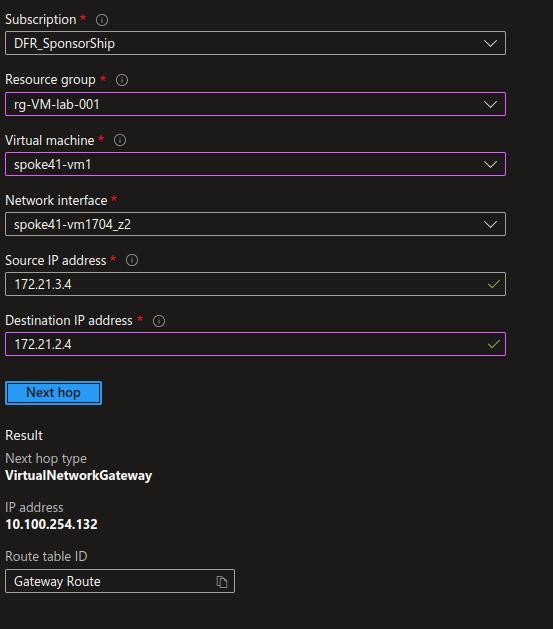 Subscription *
DFR_SponsorShip
Resource group *
rg-VM-lab-001
Virtual machine *
spoke41-vm1
Network interface *
spoke41-vm1704_z2
Source IP address *
172.21.3.4
Destination IP address *
172.21.2.4
Next hop
Result
Next hop type
VirtualNetworkGateway
IP address
10.100.254.132
Route table ID
Gateway Route